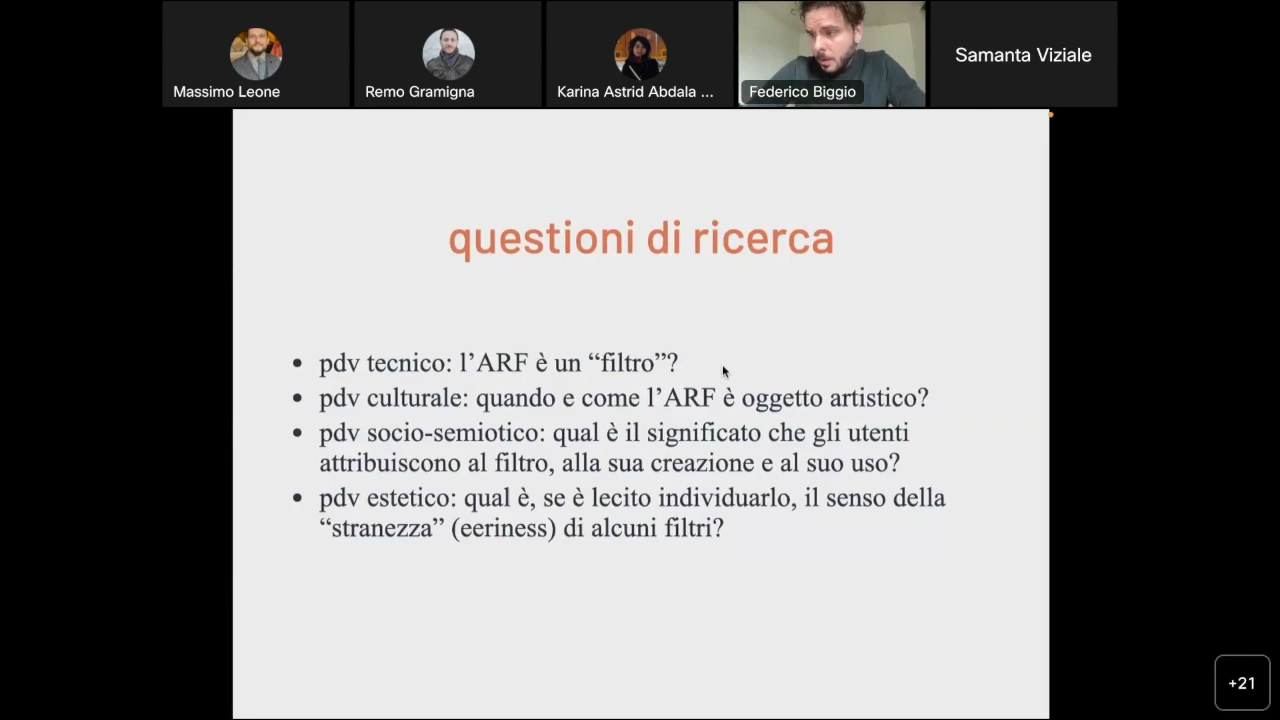 Massimo Leone
Remo Gramigna
Karina Astrid Abdala ...
Federico Biggio
Samanta Viziale
questioni di ricerca
• pdv tecnico: l’ARF è un “filtro”?
• pdv culturale: quando e come l’ARF è oggetto artistico?
• pdv socio-semiotico: qual è il significato che gli utenti
attribuiscono al filtro, alla sua creazione e al suo uso?
• pdv estetico: qual è, se è lecito individuarlo, il senso della
“stranezza” (eeriness) di alcuni filtri?
+21